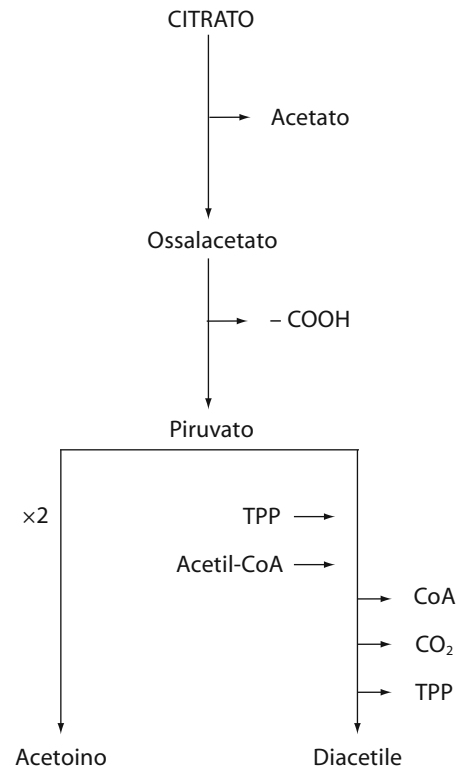 CITRATO
Acetato
Ossalacetato
– COOH
Piruvato
×2
TPP
Acetil-CoA
CoA
CO₂
TPP
Acetoino
Diacetile